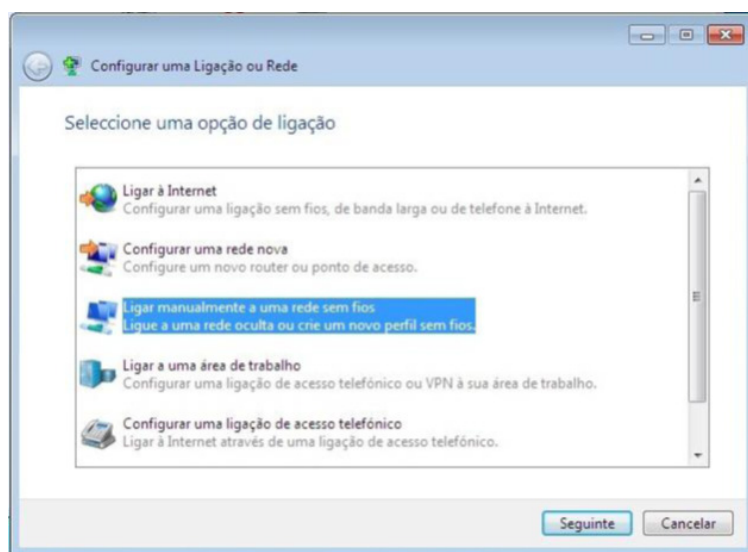 Configurar uma Ligação ou Rede
Seleccione uma opção de ligação
Ligar à Internet
Configurar uma ligação sem fios, de banda larga ou de telefone à Internet.
Configurar uma rede nova
Configure um novo router ou ponto de acesso.
Ligar manualmente a uma rede sem fios
Ligue a uma rede oculta ou crie um novo perfil sem fios.
Ligar a uma área de trabalho
Configurar uma ligação de acesso telefónico ou VPN à sua área de trabalho.
Configurar uma ligação de acesso telefónico
Ligar à Internet através de uma ligação de acesso telefónico.
Seguinte
Cancelar